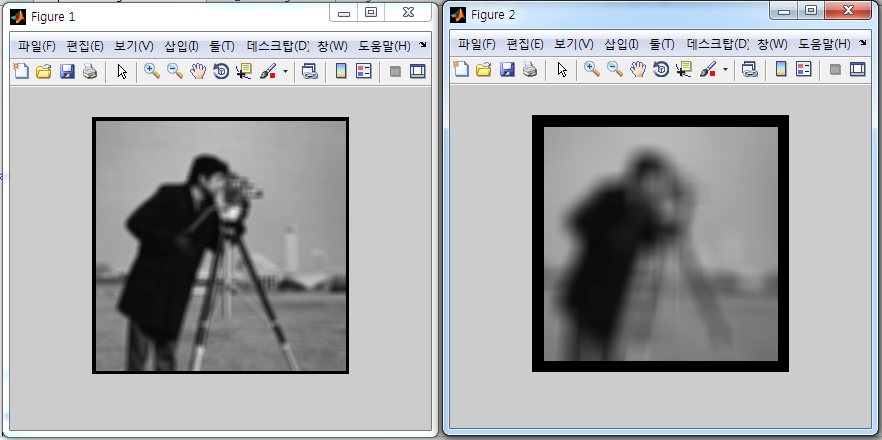 Figure 1
파일(F) 편집(E) 보기(V) 삽입(I) 툴(T) 데스크탑(D) 창(W) 도움말(H)
Figure 2
파일(F) 편집(E) 보기(V) 삽입(I) 툴(T) 데스크탑(D) 창(W) 도움말(H)